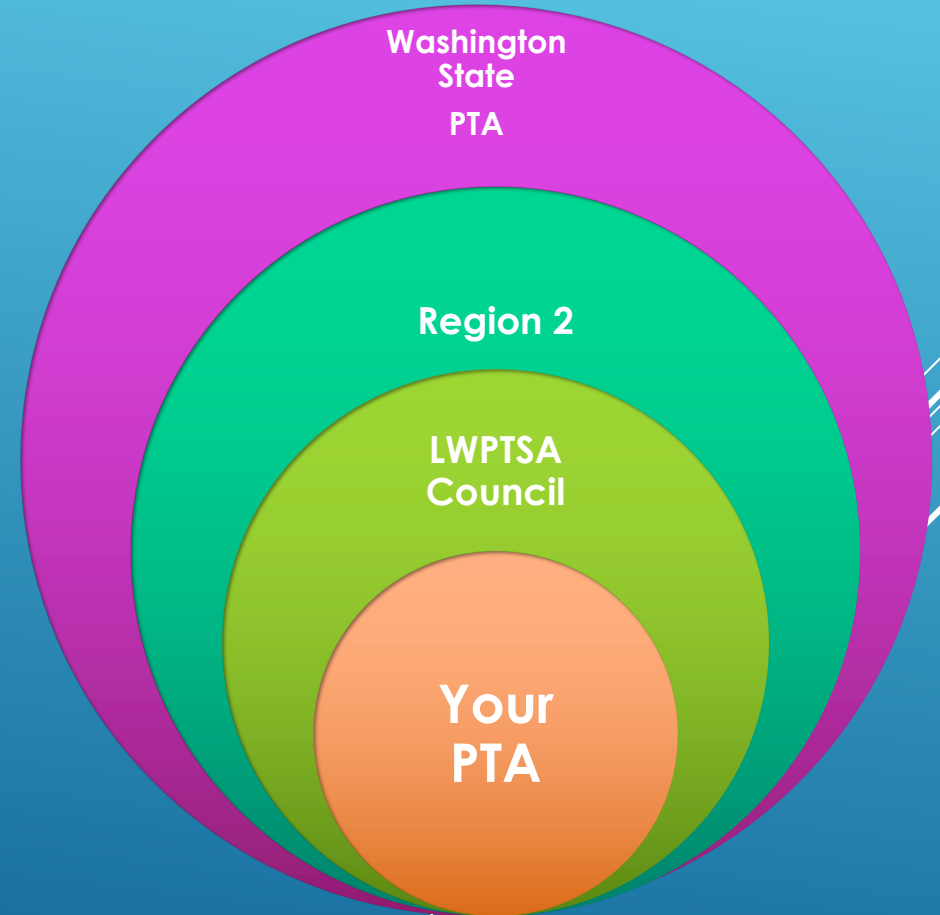 Washington
State
PTA
Region 2
LWPTSA
Council
Your
PTA